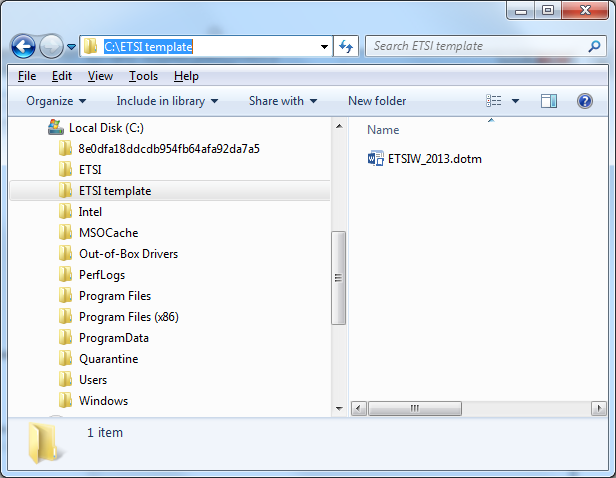 C:\ETSI template
Search ETSI template
File Edit View Tools Help
Organize Include in library Share with New folder
Local Disk (C:)
8e0dfa18ddcdb954fb64afa92da7a5
ETSI
ETSI template
Intel
MSOCache
Out-of-Box Drivers
PerfLogs
Program Files
Program Files (x86)
ProgramData
Quarantine
Users
Windows
Name
ETSIW_2013.dotm
1 item